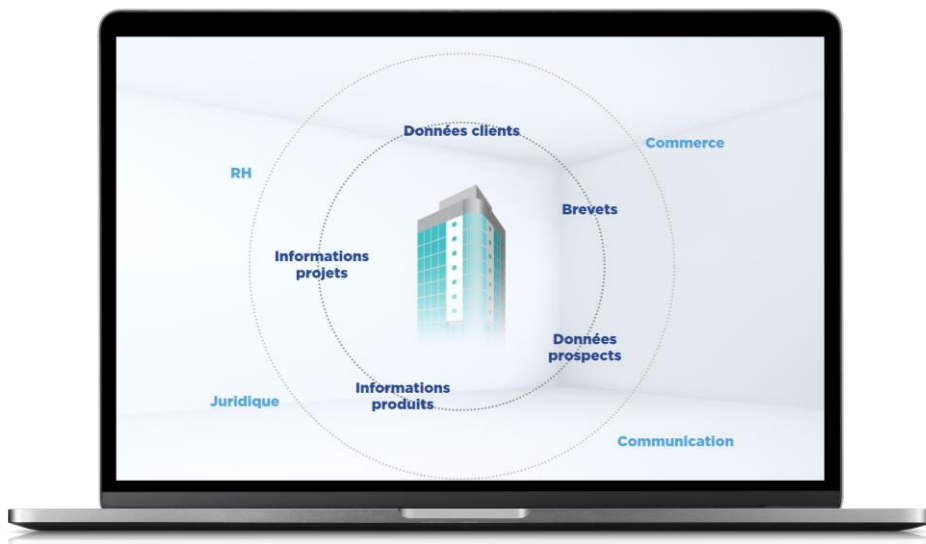 Données clients
Commerce
RH
Brevets
Informations
projets
Données
prospects
Informations
produits
Juridique
Communication